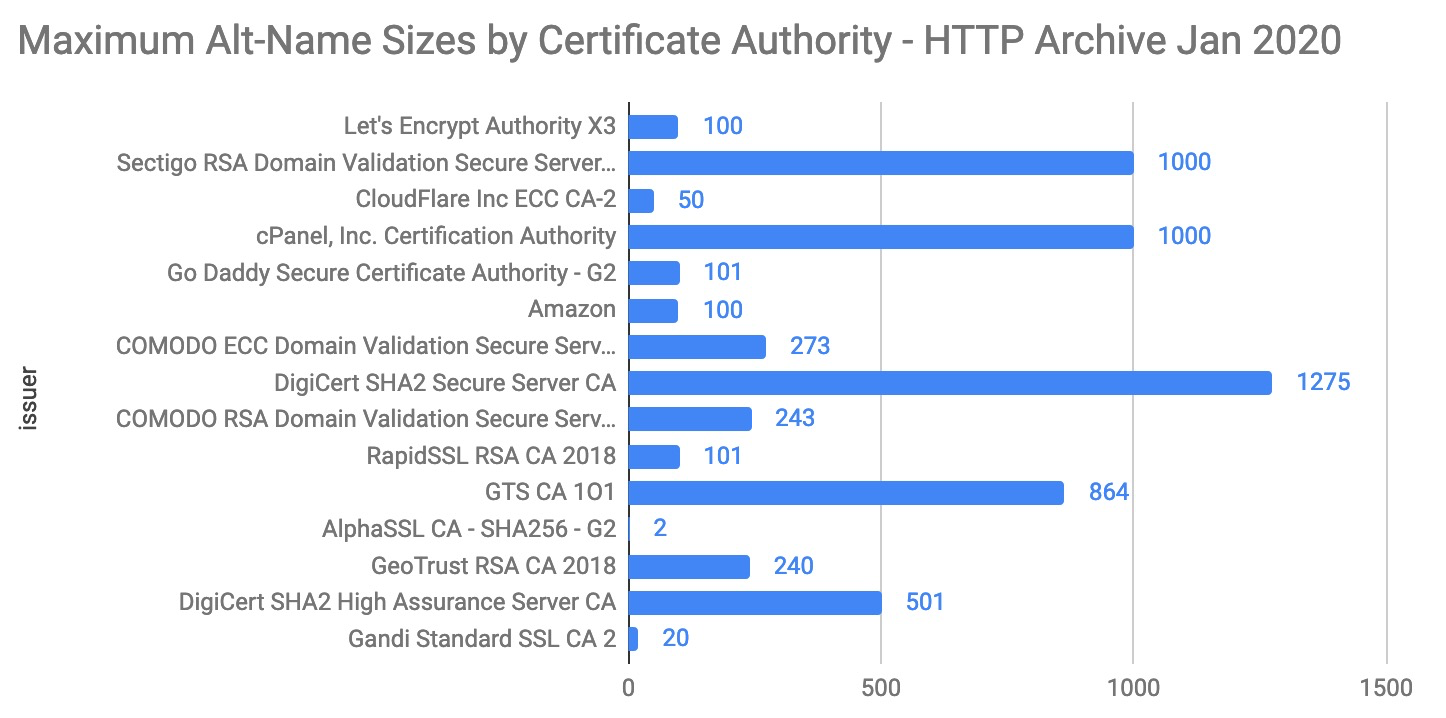 Maximum Alt-Name Sizes by Certificate Authority - HTTP Archive Jan 2020
issuer
Let's Encrypt Authority X3 100
Sectigo RSA Domain Validation Secure Server... 1000
CloudFlare Inc ECC CA-2 50
cPanel, Inc. Certification Authority 1000
Go Daddy Secure Certificate Authority - G2 101
Amazon 100
COMODO ECC Domain Validation Secure Serv... 273
DigiCert SHA2 Secure Server CA 1275
COMODO RSA Domain Validation Secure Serv... 243
RapidSSL RSA CA 2018 101
GTS CA 1O1 864
AlphaSSL CA - SHA256 - G2 2
GeoTrust RSA CA 2018 240
DigiCert SHA2 High Assurance Server CA 501
Gandi Standard SSL CA 2 20
0 500 1000 1500